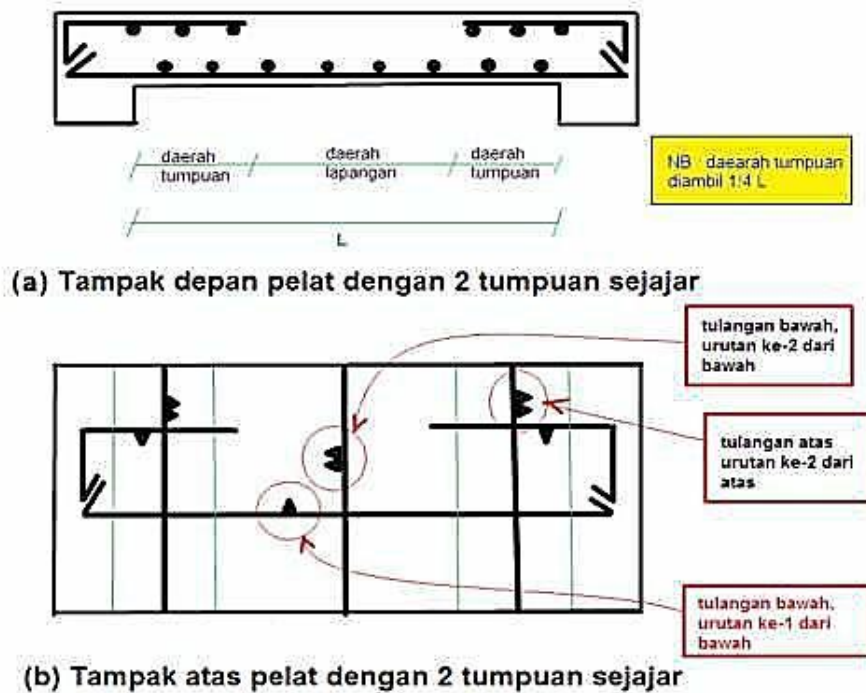 daerah
tumpuan
daerah
lapangan
daerah
tumpuan
L
NB daearah tumpuan
diambil 1/4 L
(a) Tampak depan pelat dengan 2 tumpuan sejajar
tulangan bawah,
urutan ke-2 dari
bawah
tulangan atas
urutan ke-2 dari
atas
tulangan bawah,
urutan ke-1 dari
bawah
(b) Tampak atas pelat dengan 2 tumpuan sejajar